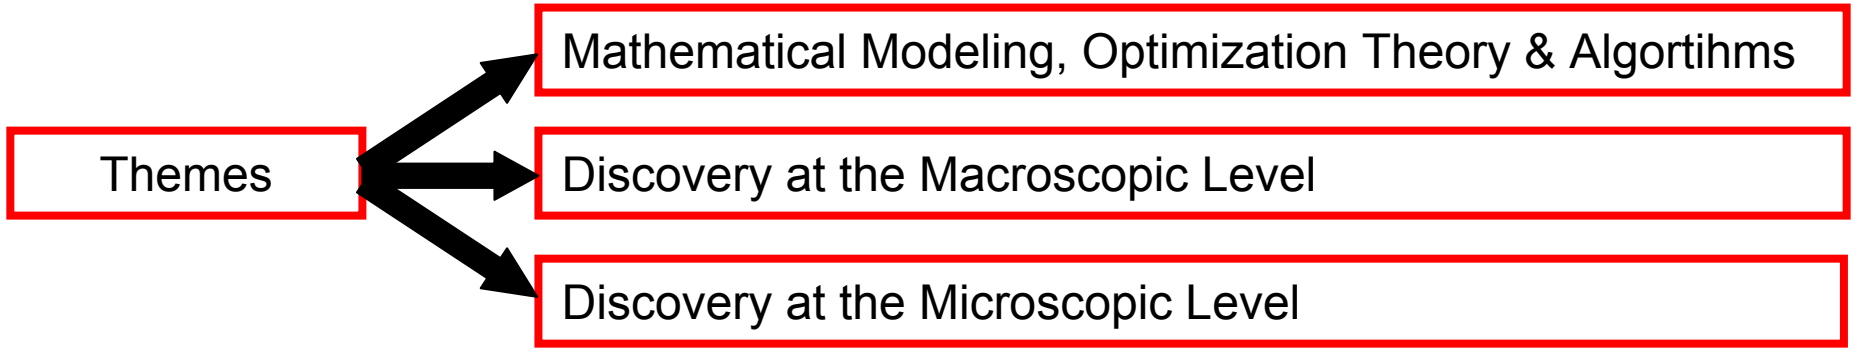 Mathematical Modeling, Optimization Theory & Algortihms
Themes
Discovery at the Macroscopic Level
Discovery at the Microscopic Level